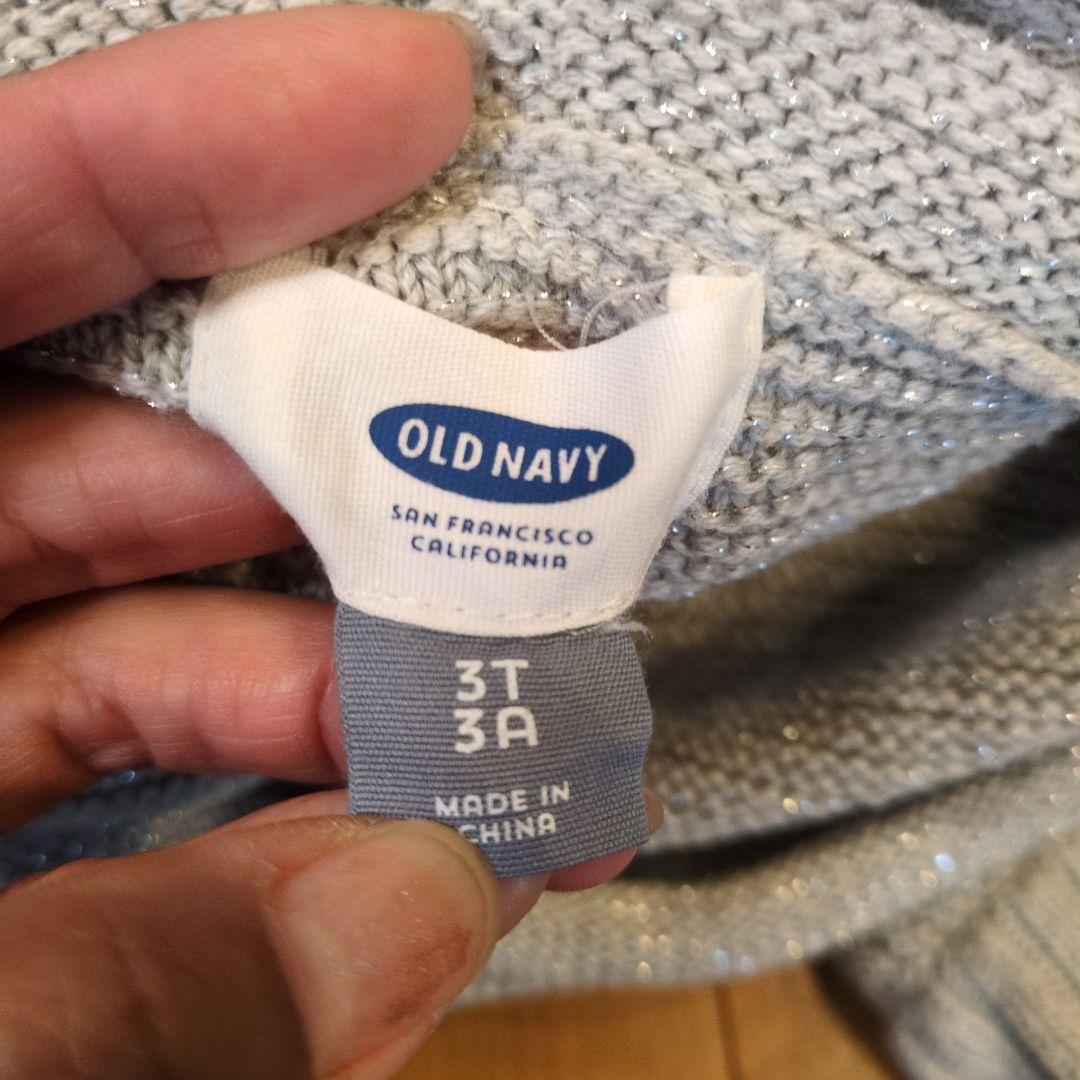 OLD NAVY
SAN FRANCISCO
CALIFORNIA
3T
3A
MADE IN
CHINA